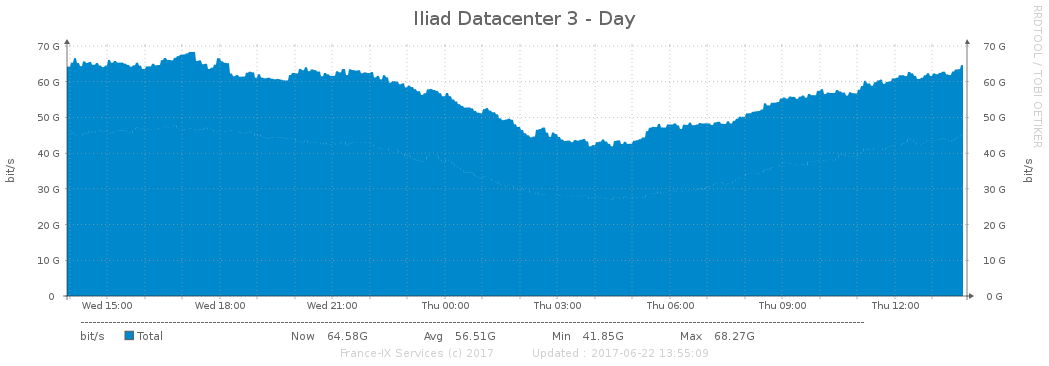 Iliad Datacenter 3 - Day
RRDTOOL / TOBI OETIKER
70 G 70 G
60 G 60 G
50 G 50 G
40 G 40 G
30 G 30 G
20 G 20 G
10 G 10 G
0 0 G
bit/s bit/s
Wed 15:00 Wed 18:00 Wed 21:00 Thu 00:00 Thu 03:00 Thu 06:00 Thu 09:00 Thu 12:00
bit/s Total Now 64.58G Avg 56.51G Min 41.85G Max 68.27G
France-IX Services (c) 2017 Updated : 2017-06-22 13:55:09